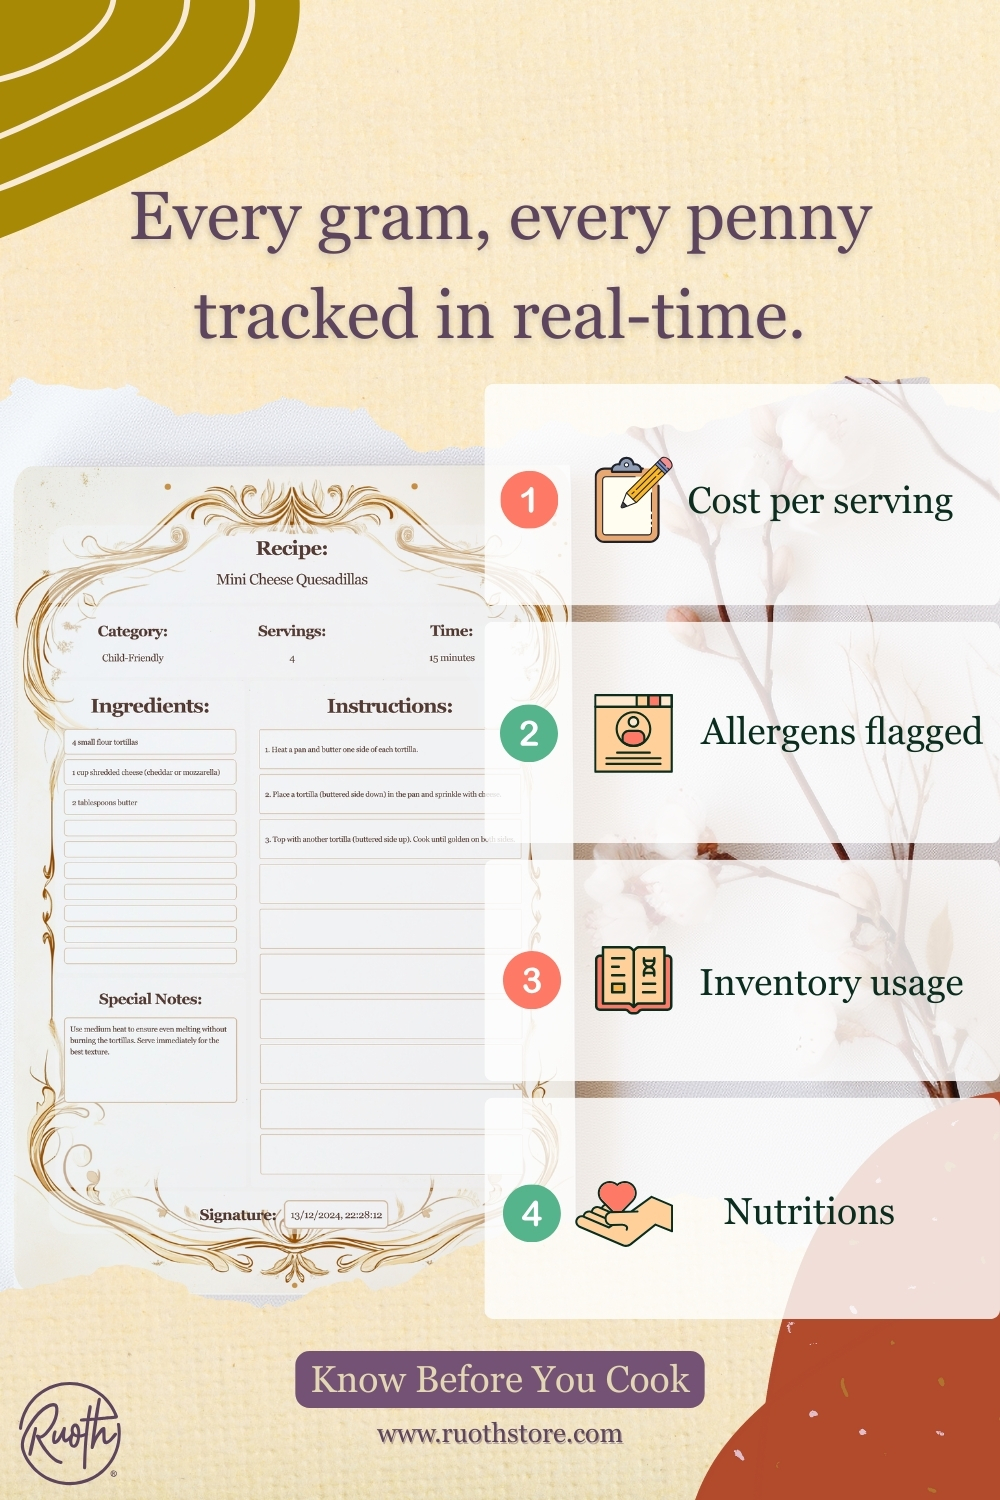 Every gram, every penny
tracked in real-time.
Recipe:
Mini Cheese Quesadillas
Category:
Servings:
Time:
Child-Friendly
4
15 minutes
Ingredients:
4 small flour tortillas
1 cup shredded cheese (cheddar or mozzarella)
2 tablespoons butter
Instructions:
1. Heat a pan and butter one side of each tortilla.
2. Place a tortilla (buttered side down) in the pan and sprinkle with cheese.
3. Top with another tortilla (buttered side up). Cook until golden on both sides.
Special Notes:
Use medium heat to ensure even melting without
burning the tortillas. Serve immediately for the
best texture.
Signature:
13/12/2024, 22:28:12
1
Cost per serving
2
Allergens flagged
3
Inventory usage
4
Nutritions
Know Before You Cook
www.ruothstore.com
Ruoth
®